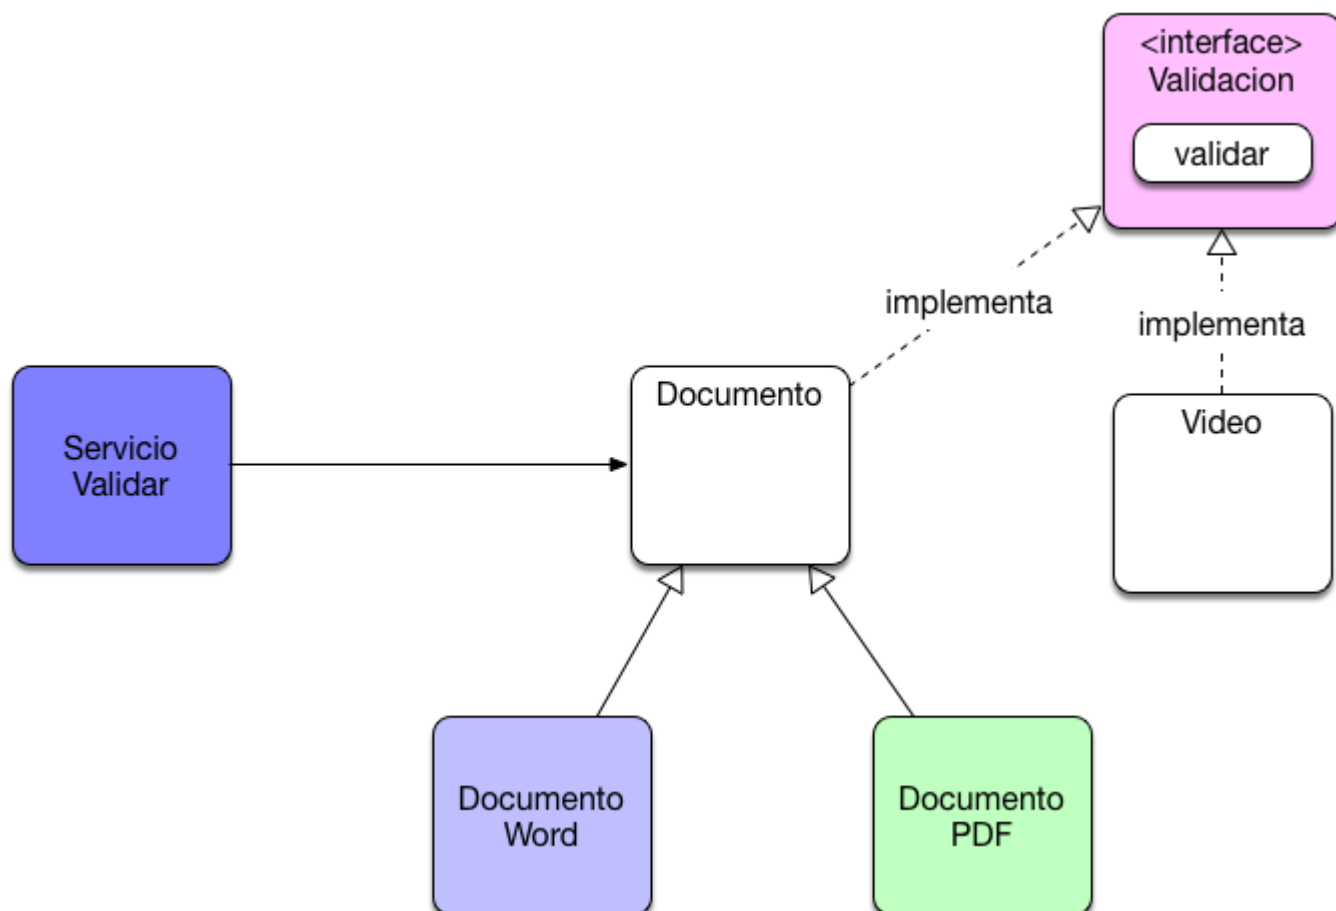 <interface>
Validacion
validar
implementa
implementa
Documento
Video
Servicio
Validar
Documento
Word
Documento
PDF